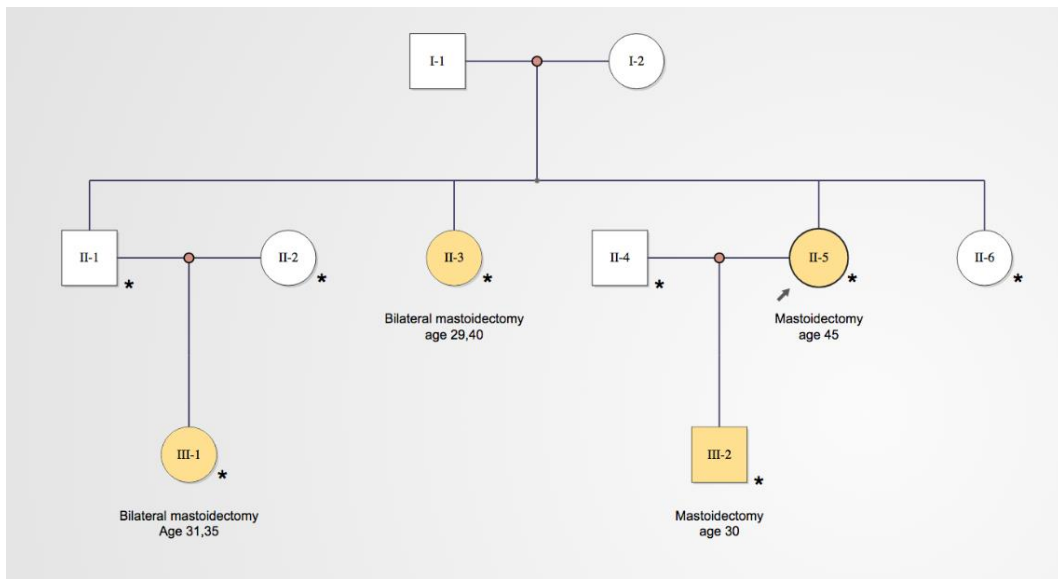 I-1
I-2
II-1
*
II-2
*
II-3
*
II-4
*
II-5
*
II-6
*
Bilateral mastoidectomy
age 29,40
Mastoidectomy
age 45
III-1
*
III-2
*
Bilateral mastoidectomy
Age 31,35
Mastoidectomy
age 30